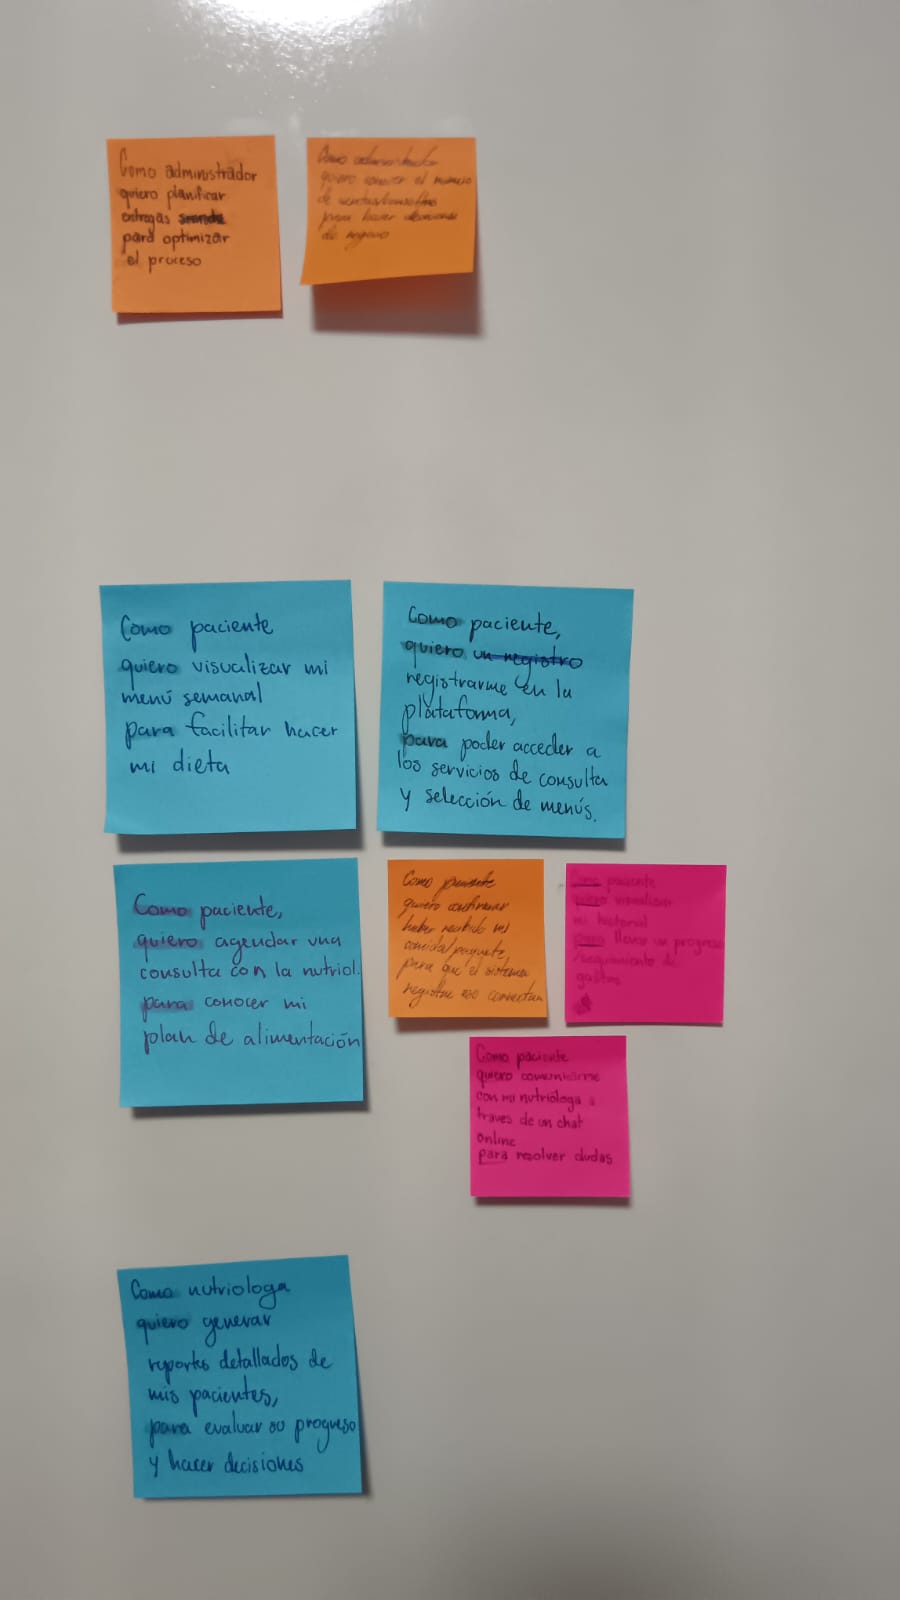 Como administrador
quiero planificar
entregas
para optimizar
el proceso
Como administrador
quiero conocer el número
de ventas/consultas
para hacer decisiones
de negocio
Como paciente
quiero visualizar mi
menú semanal
para facilitar hacer
mi dieta
Como paciente,
quiero un registro
registrarme en la
plataforma,
para poder acceder a
los servicios de consulta
y selección de menús.
Como paciente,
quiero agendar una
consulta con la nutriol.
para conocer mi
plan de alimentación
Como paciente
quiero confirmar
haber recibido mi
comida/paquete,
para que el sistema
registre
Como paciente
quiero visualizar
mi historial
para llevar un progreso
/seguimiento de
gastos
Como paciente
quiero comunicarme
con mi nutrióloga a
traves de un chat
online
para resolver dudas
Como nutriologa
quiero generar
reportes detallados de
mis pacientes,
para evaluar su progreso
y hacer decisiones